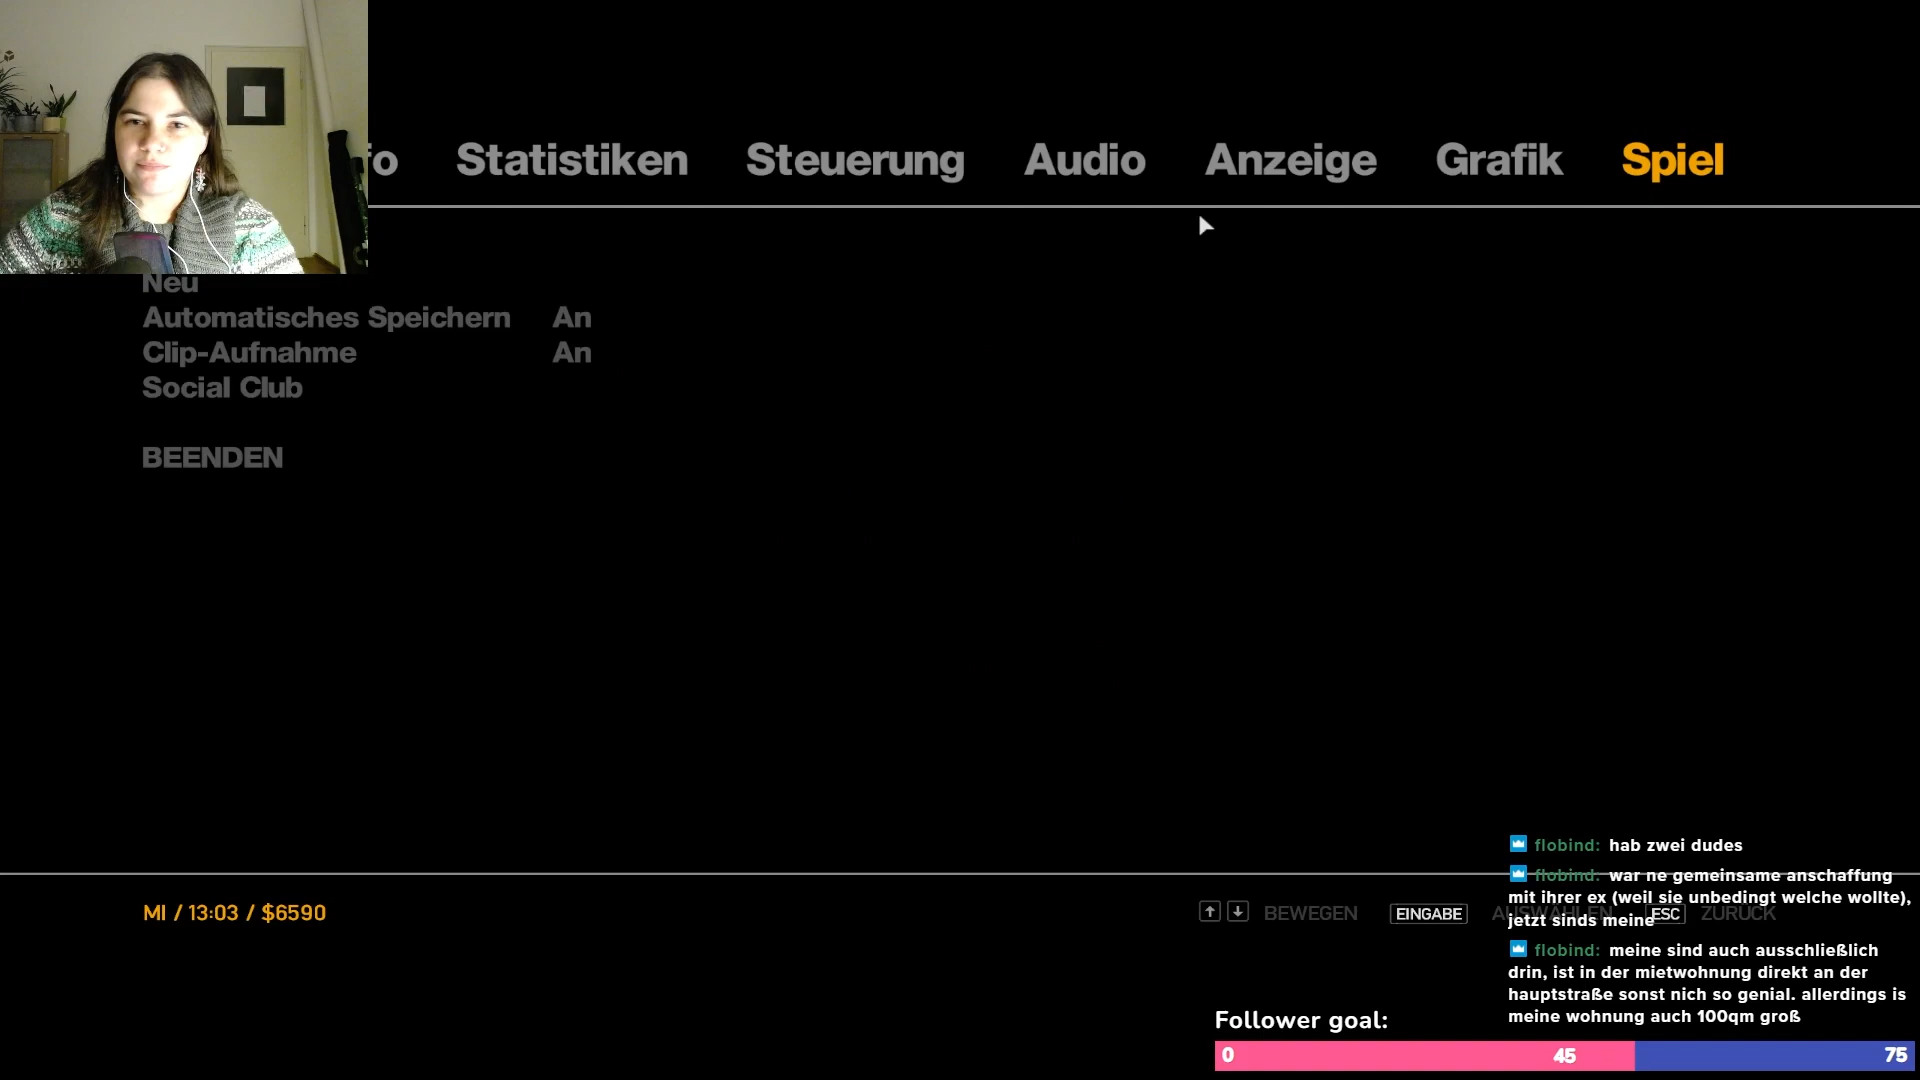 fo Statistiken Steuerung Audio Anzeige Grafik Spiel
Neu
Automatisches Speichern An
Clip-Aufnahme An
Social Club
BEENDEN
MI / 13:03 / $6590
BEWEGEN EINGABE AUSWÄHLEN ESC ZURÜCK
flobind: hab zwei dudes
flobind: war ne gemeinsame anschaffung
mit ihrer ex (weil sie unbedingt welche wollte),
jetzt sinds meine
flobind: meine sind auch ausschließlich
drin, ist in der mietwohnung direkt an der
hauptstraße sonst nich so genial. allerdings is
meine wohnung auch 100qm groß
Follower goal:
0 45 75